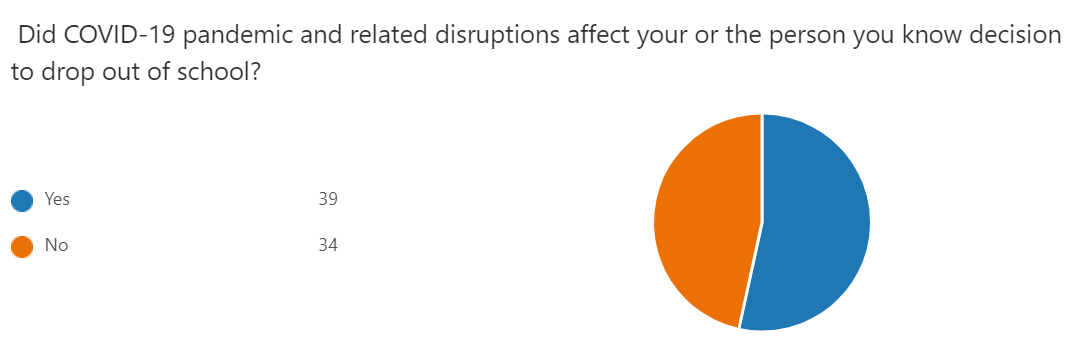 Did COVID-19 pandemic and related disruptions affect your or the person you know decision
to drop out of school?
Yes 39
No 34